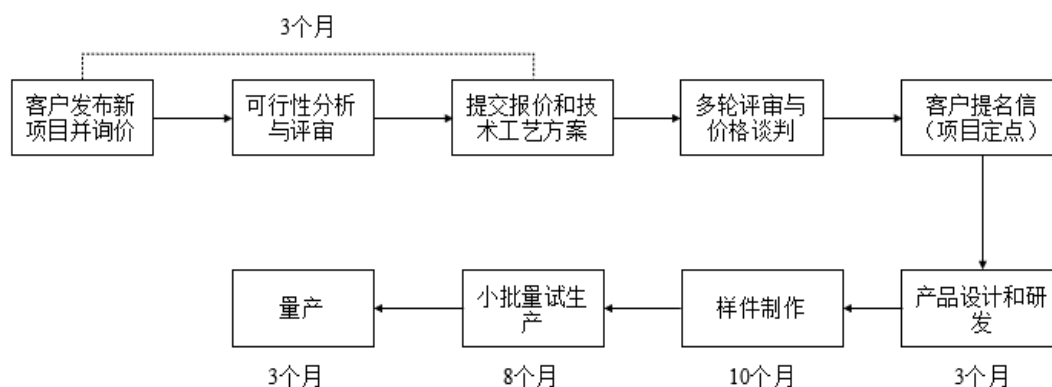 3个月
客户发布新
项目并询价
可行性分析
与评审
提交报价和技
术工艺方案
多轮评审与
价格谈判
客户提名信
（项目定点）
产品设计和研
发
3个月
样件制作
10个月
小批量试生
产
8个月
量产
3个月